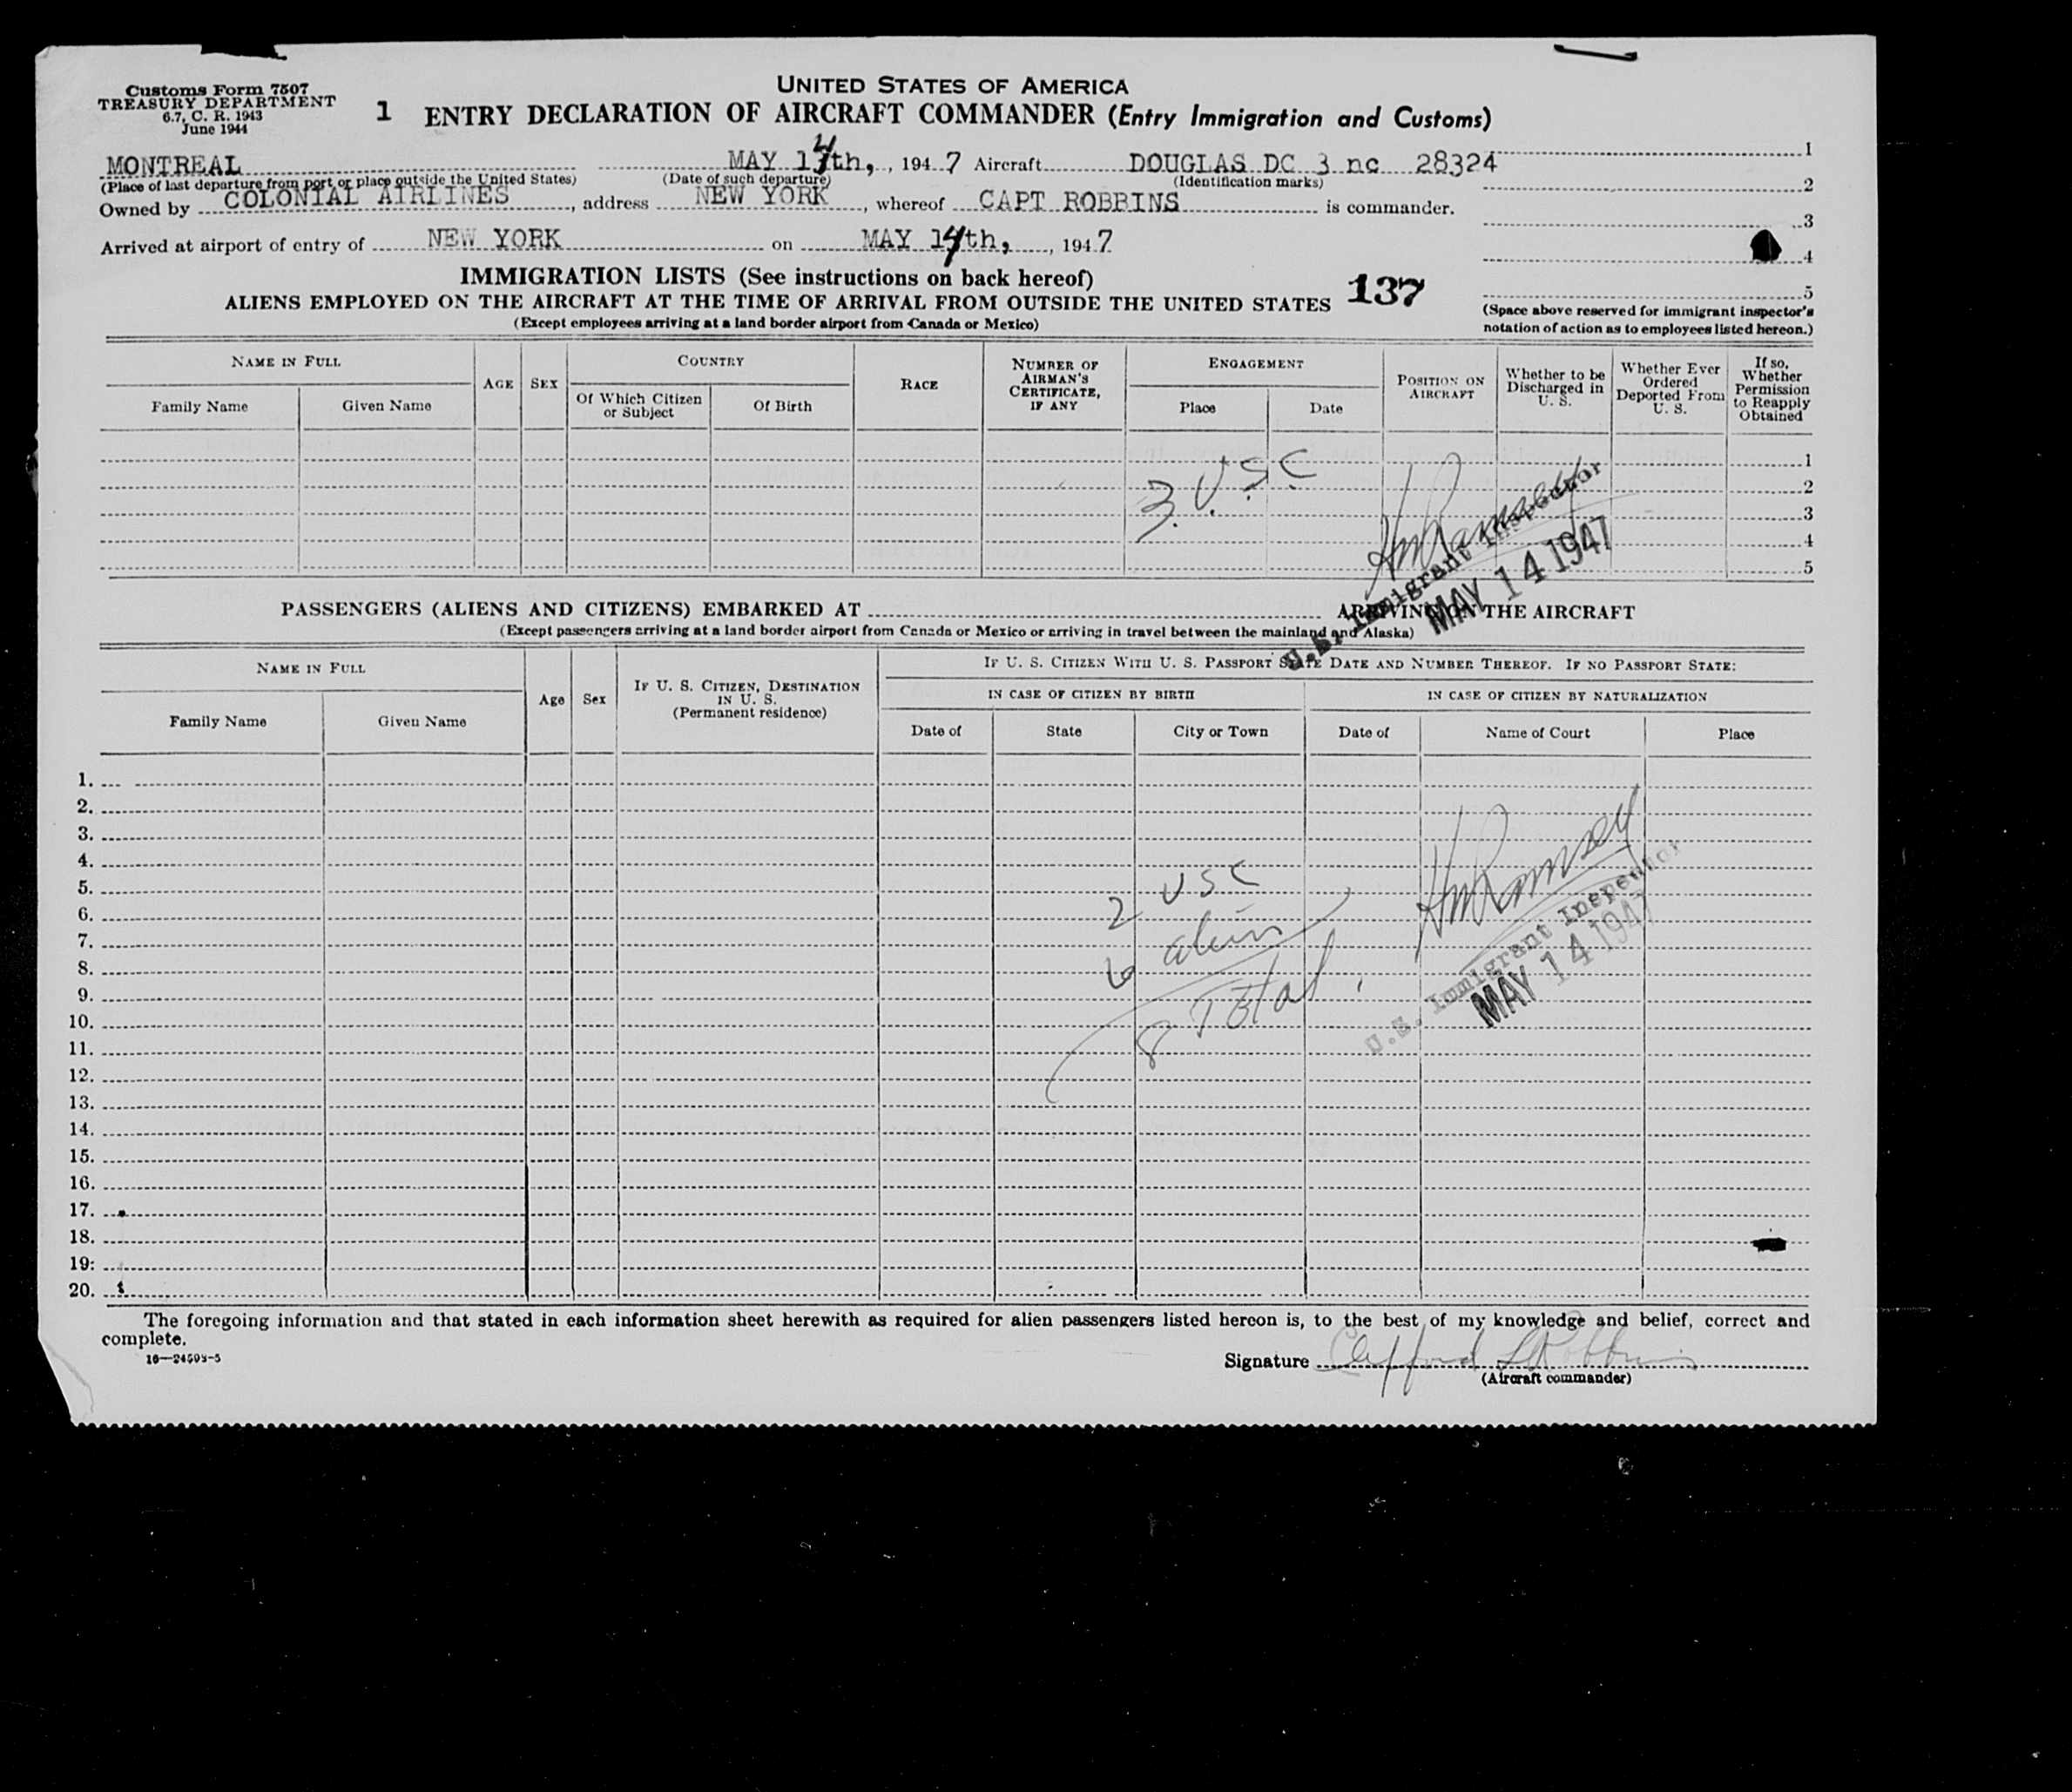 Customs Form 7507
TREASURY DEPARTMENT
6.7, C. R. 1943
June 1944
UNITED STATES OF AMERICA
1 ENTRY DECLARATION OF AIRCRAFT COMMANDER (Entry Immigration and Customs)
MONTREAL MAY 14th, , 1947 Aircraft DOUGLAS DC 3 nc 28324
(Place of last departure from port or place outside the United States) (Date of such departure) (Identification marks)
Owned by COLONIAL AIRLINES , address NEW YORK , whereof CAPT ROBBINS is commander.
Arrived at airport of entry of NEW YORK on MAY 14th, , 1947
1
2
3
4
5
(Space above reserved for immigrant inspector's
notation of action as to employees listed hereon.)
IMMIGRATION LISTS (See instructions on back hereof)
137
ALIENS EMPLOYED ON THE AIRCRAFT AT THE TIME OF ARRIVAL FROM OUTSIDE THE UNITED STATES
(Except employees arriving at a land border airport from Canada or Mexico)
NAME IN FULL
Family Name Given Name
AGE SEX
COUNTRY
Of Which Citizen or Subject Of Birth
RACE
NUMBER OF AIRMAN'S CERTIFICATE, IF ANY
ENGAGEMENT
Place Date
POSITION ON AIRCRAFT
Whether to be Discharged in U. S.
Whether Ever Ordered Deported From U. S.
If so, Whether Permission to Reapply Obtained
1
2
3
4
5
3. U.S.C
HRamsey
U.S. Immigrant Inspector
MAY 14 1947
PASSENGERS (ALIENS AND CITIZENS) EMBARKED AT ARRIVING ON THE AIRCRAFT
(Except passengers arriving at a land border airport from Canada or Mexico or arriving in travel between the mainland and Alaska)
NAME IN FULL
Family Name Given Name
Age Sex
IF U. S. CITIZEN, DESTINATION IN U. S.
(Permanent residence)
IF U. S. CITIZEN WITH U. S. PASSPORT STATE DATE AND NUMBER THEREOF. IF NO PASSPORT STATE:
IN CASE OF CITIZEN BY BIRTH IN CASE OF CITIZEN BY NATURALIZATION
Date of State City or Town Date of Name of Court Place
1.
2.
3.
4.
5.
6.
7.
8.
9.
10.
11.
12.
13.
14.
15.
16.
17.
18.
19.
20.
2 USC
6 alien
8 Total.
HRamsey
U.S. Immigrant Inspector
MAY 14 1947
The foregoing information and that stated in each information sheet herewith as required for alien passengers listed hereon is, to the best of my knowledge and belief, correct and
complete.
Signature Clifford L Robbins
(Aircraft commander)